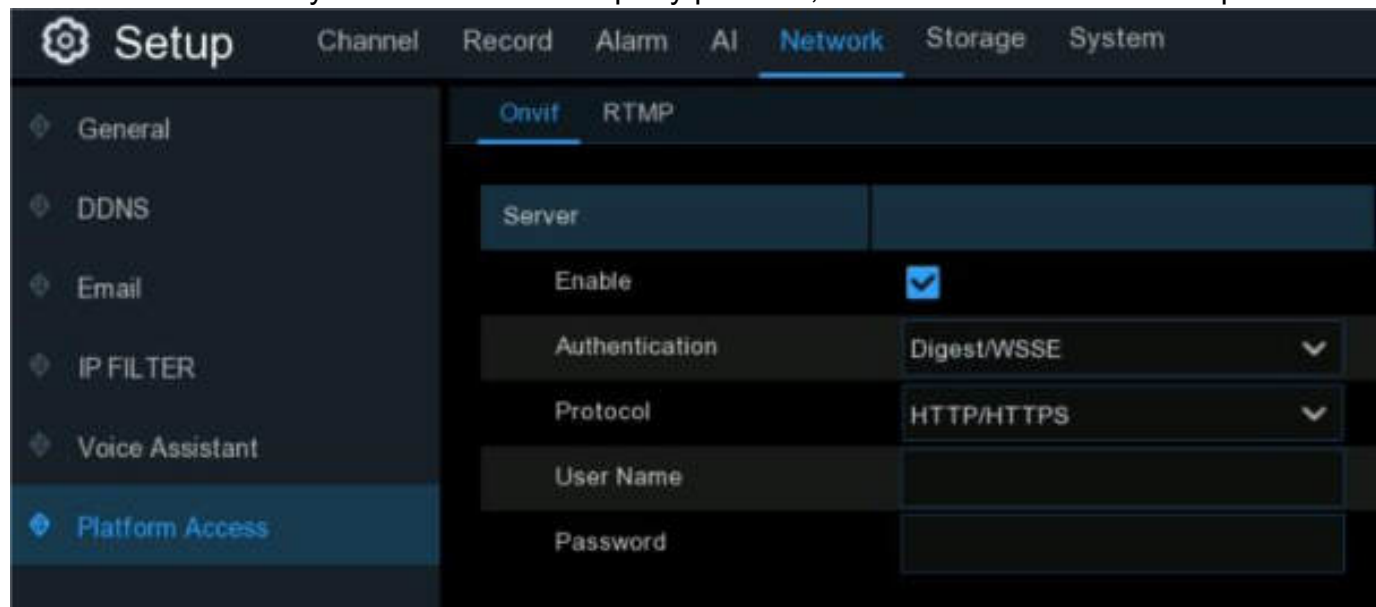 Setup Channel Record Alarm AI Network Storage System
General
DDNS
Email
IP FILTER
Voice Assistant
Platform Access
Onvif RTMP
Server
Enable
Authentication Digest/WSSE
Protocol HTTP/HTTPS
User Name
Password